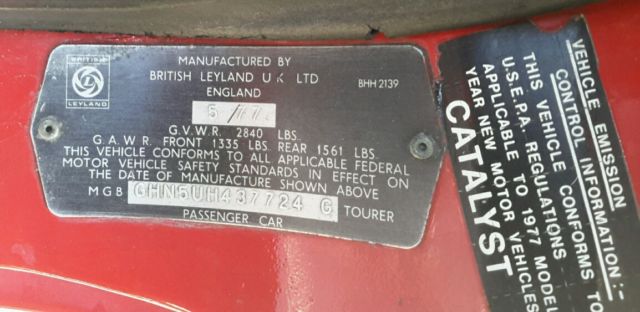 BRITISH
LEYLAND
MANUFACTURED BY
BRITISH LEYLAND U K LTD
ENGLAND
BHH 2139
5/77
G.V.W.R. 2840 LBS.
G.A.W.R. FRONT 1335 LBS. REAR 1561 LBS.
THIS VEHICLE CONFORMS TO ALL APPLICABLE FEDERAL
MOTOR VEHICLE SAFETY STANDARDS IN EFFECT ON
THE DATE OF MANUFACTURE SHOWN ABOVE
MGB GHN5UH437724 G TOURER
PASSENGER CAR
VEHICLE EMISSION
CONTROL INFORMATION:-
THIS VEHICLE CONFORMS TO
U.S.E.P.A. REGULATIONS
APPLICABLE TO 1977 MODEL
YEAR NEW MOTOR VEHICLES
CATALYST